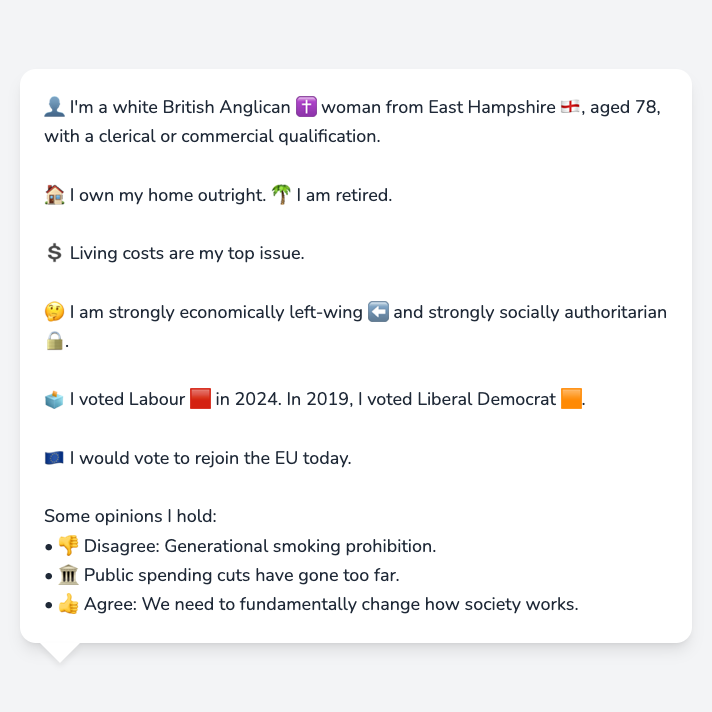 👤 I'm a white British Anglican ✝️ woman from East Hampshire 🏴󠁧󠁢󠁥󠁮󠁧󠁿, aged 78,
with a clerical or commercial qualification.
🏠 I own my home outright. 🌴 I am retired.
💲 Living costs are my top issue.
🤔 I am strongly economically left-wing ⬅️ and strongly socially authoritarian
🔒.
🗳️ I voted Labour 🟥 in 2024. In 2019, I voted Liberal Democrat 🟧.
🇪🇺 I would vote to rejoin the EU today.
Some opinions I hold:
• 👎 Disagree: Generational smoking prohibition.
• 🏛️ Public spending cuts have gone too far.
• 👍 Agree: We need to fundamentally change how society works.